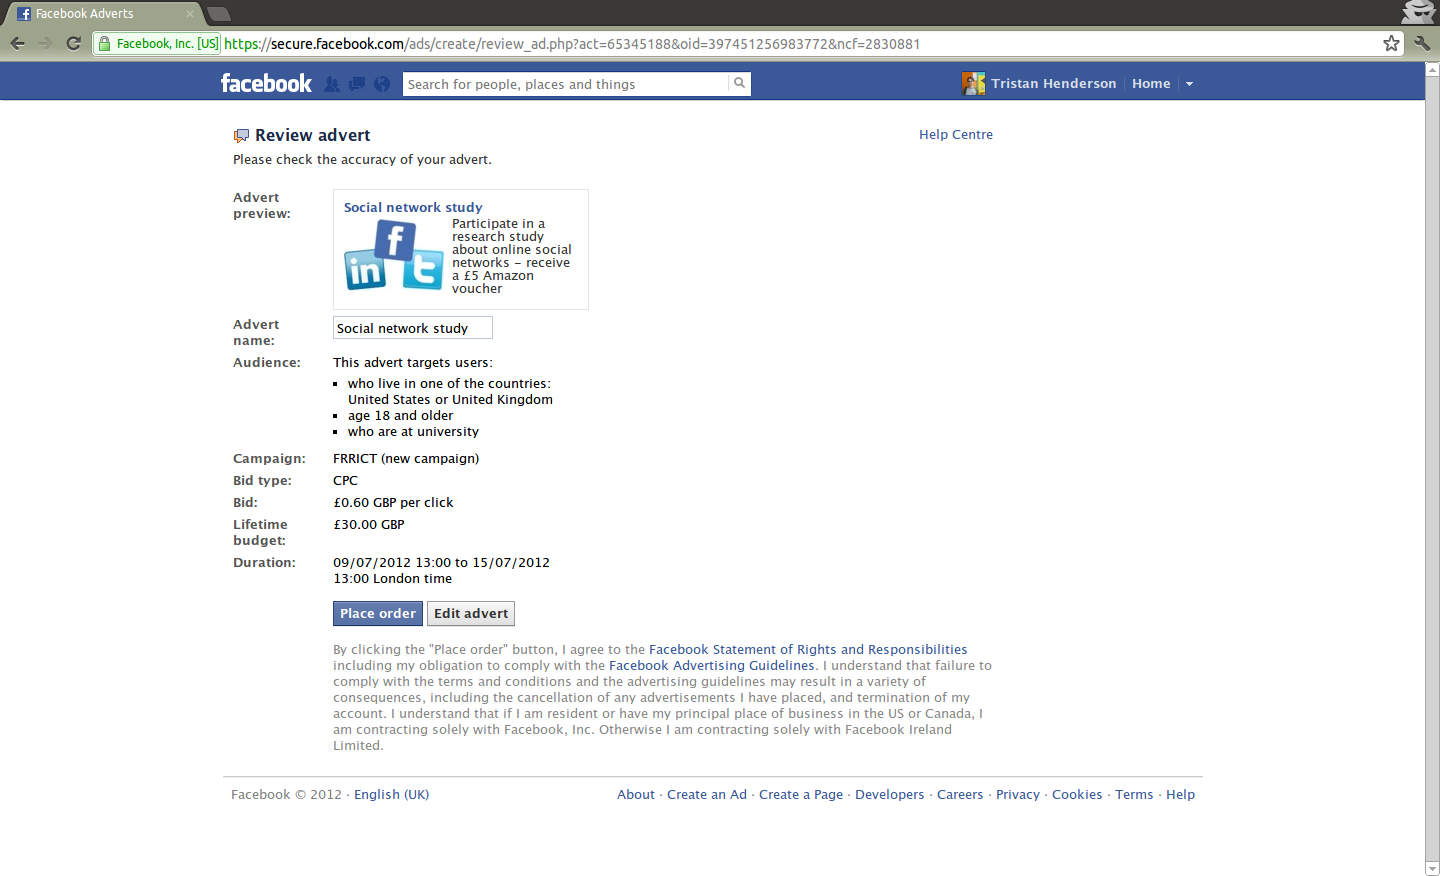 Facebook Adverts
Facebook, Inc. [US] https://secure.facebook.com/ads/create/review_ad.php?act=65345188&oid=397451256983772&ncf=2830881
facebook
Search for people, places and things
Tristan Henderson
Home
Review advert
Help Centre
Please check the accuracy of your advert.
Advert
preview:
Social network study
f
in
t
Participate in a
research study
about online social
networks - receive
a £5 Amazon
voucher
Advert
name:
Social network study
Audience:
This advert targets users:
who live in one of the countries:
United States or United Kingdom
age 18 and older
who are at university
Campaign:
FRRICT (new campaign)
Bid type:
CPC
Bid:
£0.60 GBP per click
Lifetime
budget:
£30.00 GBP
Duration:
09/07/2012 13:00 to 15/07/2012
13:00 London time
Place order
Edit advert
By clicking the "Place order" button, I agree to the Facebook Statement of Rights and Responsibilities
including my obligation to comply with the Facebook Advertising Guidelines. I understand that failure to
comply with the terms and conditions and the advertising guidelines may result in a variety of
consequences, including the cancellation of any advertisements I have placed, and termination of my
account. I understand that if I am resident or have my principal place of business in the US or Canada, I
am contracting solely with Facebook, Inc. Otherwise I am contracting solely with Facebook Ireland
Limited.
Facebook © 2012 · English (UK)
About · Create an Ad · Create a Page · Developers · Careers · Privacy · Cookies · Terms · Help